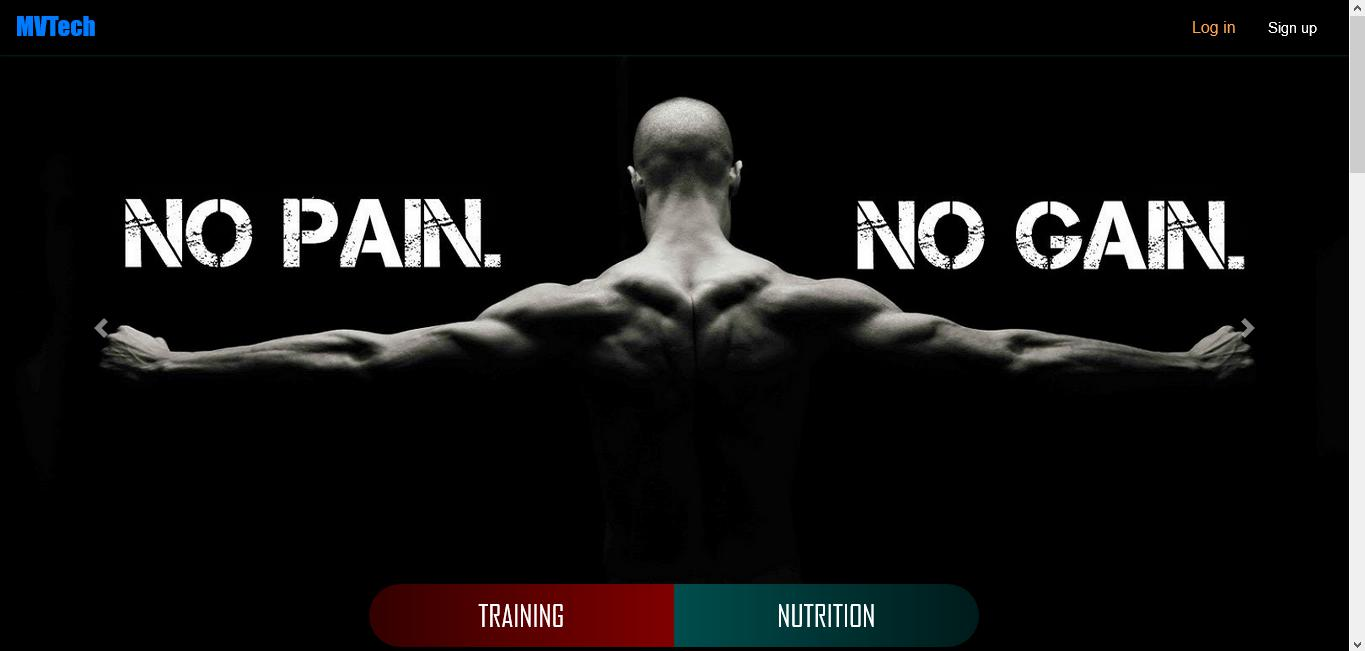 MVTech
Log in
Sign up
NO PAIN.
NO GAIN.
TRAINING
NUTRITION